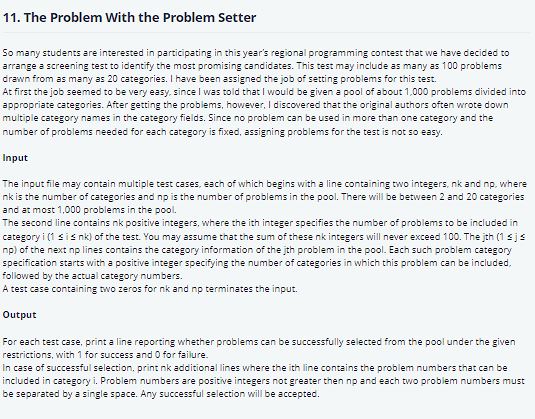 11. The Problem With the Problem Setter
So many students are interested in participating in this year's regional programming contest that we have decided to
arrange a screening test to identify the most promising candidates. This test may include as many as 100 problems
drawn from as many as 20 categories. I have been assigned the job of setting problems for this test.
At first the job seemed to be very easy, since I was told that I would be given a pool of about 1,000 problems divided into
appropriate categories. After getting the problems, however, I discovered that the original authors often wrote down
multiple category names in the category fields. Since no problem can be used in more than one category and the
number of problems needed for each category is fixed, assigning problems for the test is not so easy.
Input
The input file may contain multiple test cases, each of which begins with a line containing two integers, nk and np, where
nk is the number of categories and np is the number of problems in the pool. There will be between 2 and 20 categories
and at most 1,000 problems in the pool.
The second line contains nk positive integers, where the ith integer specifies the number of problems to be included in
category i (1 ≤ i ≤ nk) of the test. You may assume that the sum of these nk integers will never exceed 100. The jth (1 ≤ j ≤
np) of the next np lines contains the category information of the jth problem in the pool. Each such problem category
specification starts with a positive integer specifying the number of categories in which this problem can be included,
followed by the actual category numbers.
A test case containing two zeros for nk and np terminates the input.
Output
For each test case, print a line reporting whether problems can be successfully selected from the pool under the given
restrictions, with 1 for success and 0 for failure.
In case of successful selection, print nk additional lines where the ith line contains the problem numbers that can be
included in category i. Problem numbers are positive integers not greater then np and each two problem numbers must
be separated by a single space. Any successful selection will be accepted.